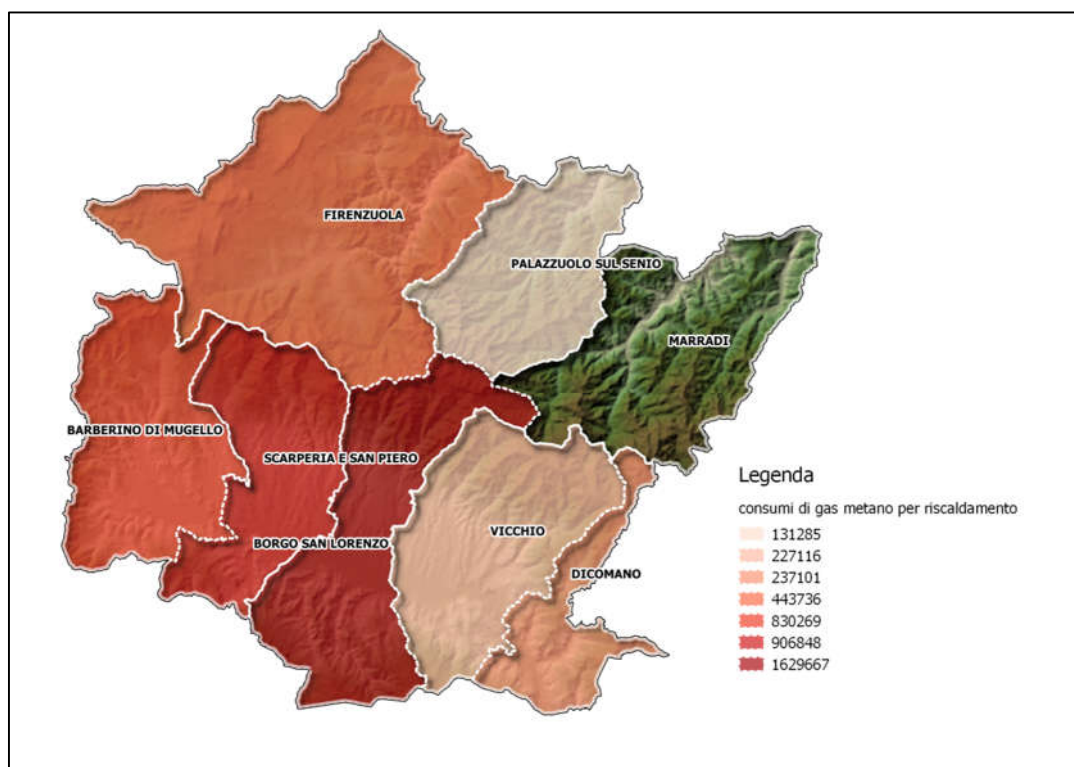 FIRENZUOLA
PALAZZUOLO SUL SENIO
MARRADI
BARBERINO DI MUGELLO
SCARPERIA E SAN PIERO
VICCHIO
BORGO SAN LORENZO
DICOMANO
Legenda
consumi di gas metano per riscaldamento
131285
227116
237101
443736
830269
906848
1629667